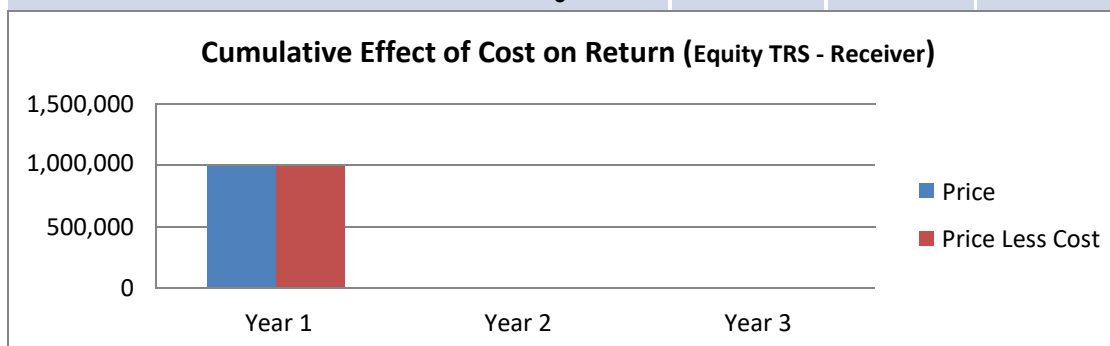 Cumulative Effect of Cost on Return (Equity TRS - Receiver)
1,500,000
1,000,000
500,000
0
Year 1 Year 2 Year 3
Price
Price Less Cost